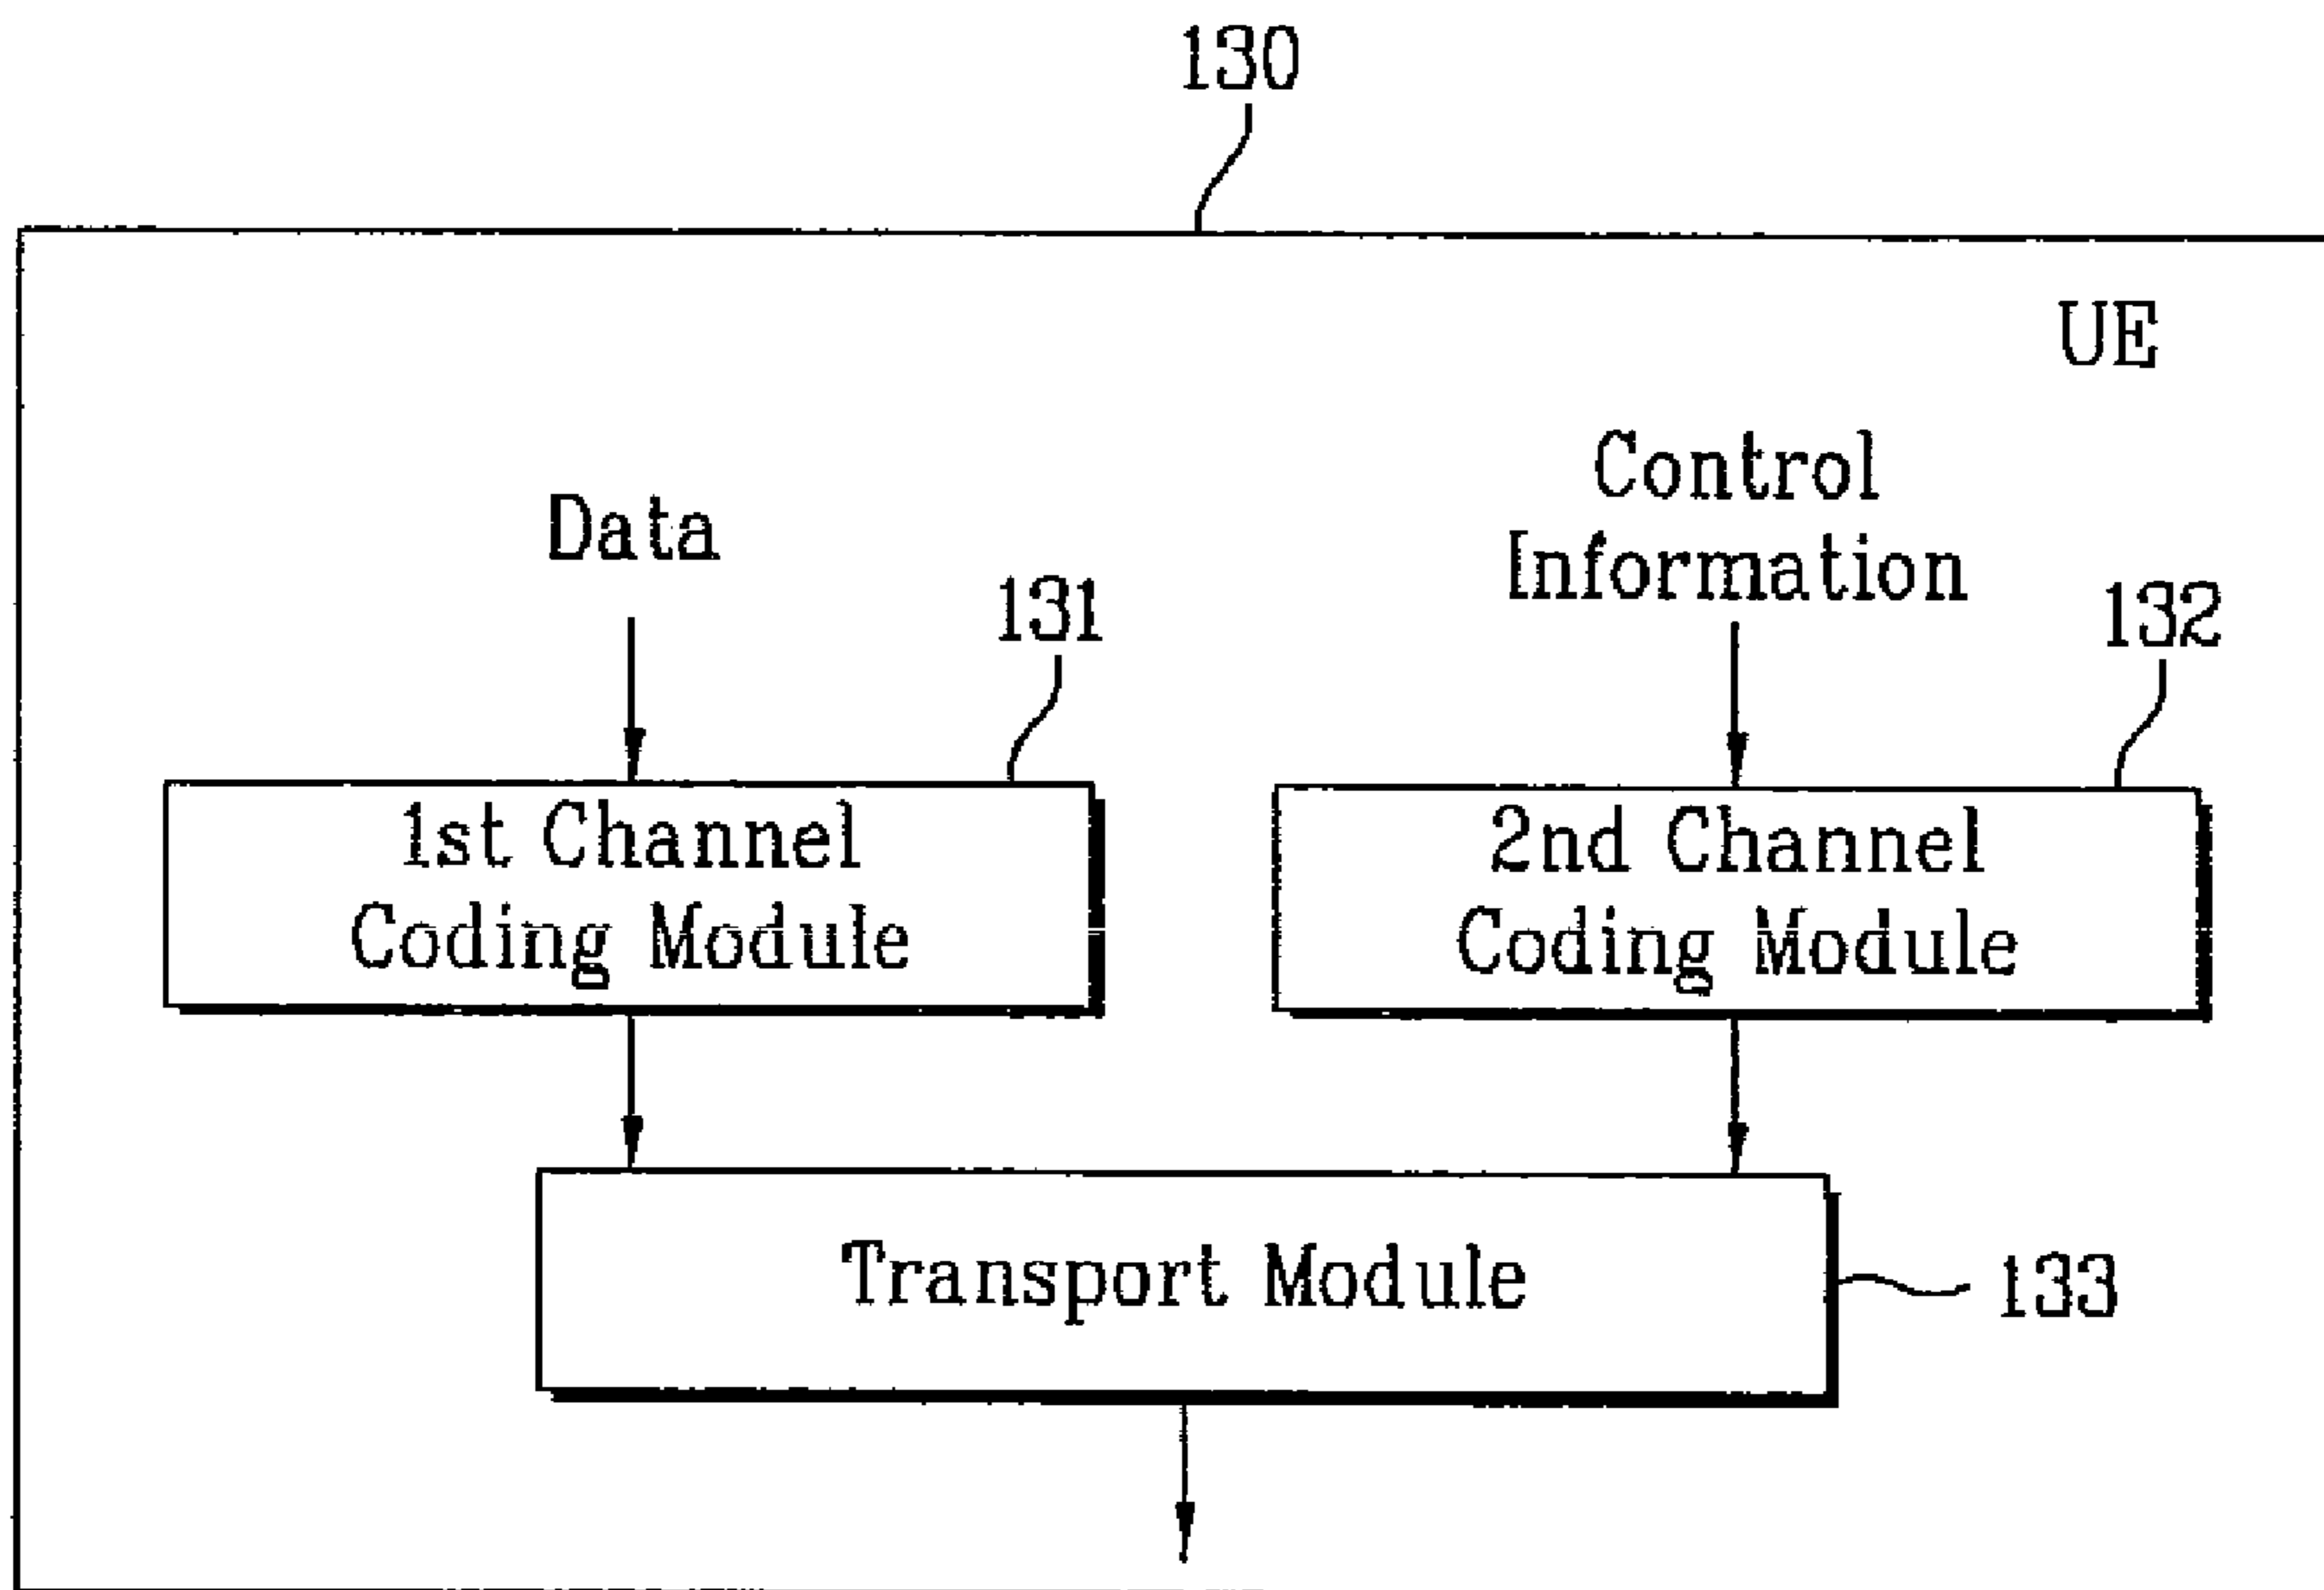 130
UE
Data
Control
Information
131
132
1st Channel
Coding Module
2nd Channel
Coding Module
Transport Module
133